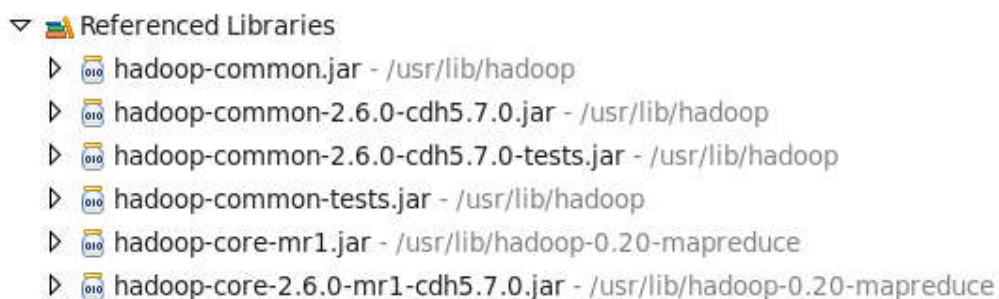 Referenced Libraries
hadoop-common.jar - /usr/lib/hadoop
hadoop-common-2.6.0-cdh5.7.0.jar - /usr/lib/hadoop
hadoop-common-2.6.0-cdh5.7.0-tests.jar - /usr/lib/hadoop
hadoop-common-tests.jar - /usr/lib/hadoop
hadoop-core-mr1.jar - /usr/lib/hadoop-0.20-mapreduce
hadoop-core-2.6.0-mr1-cdh5.7.0.jar - /usr/lib/hadoop-0.20-mapreduce